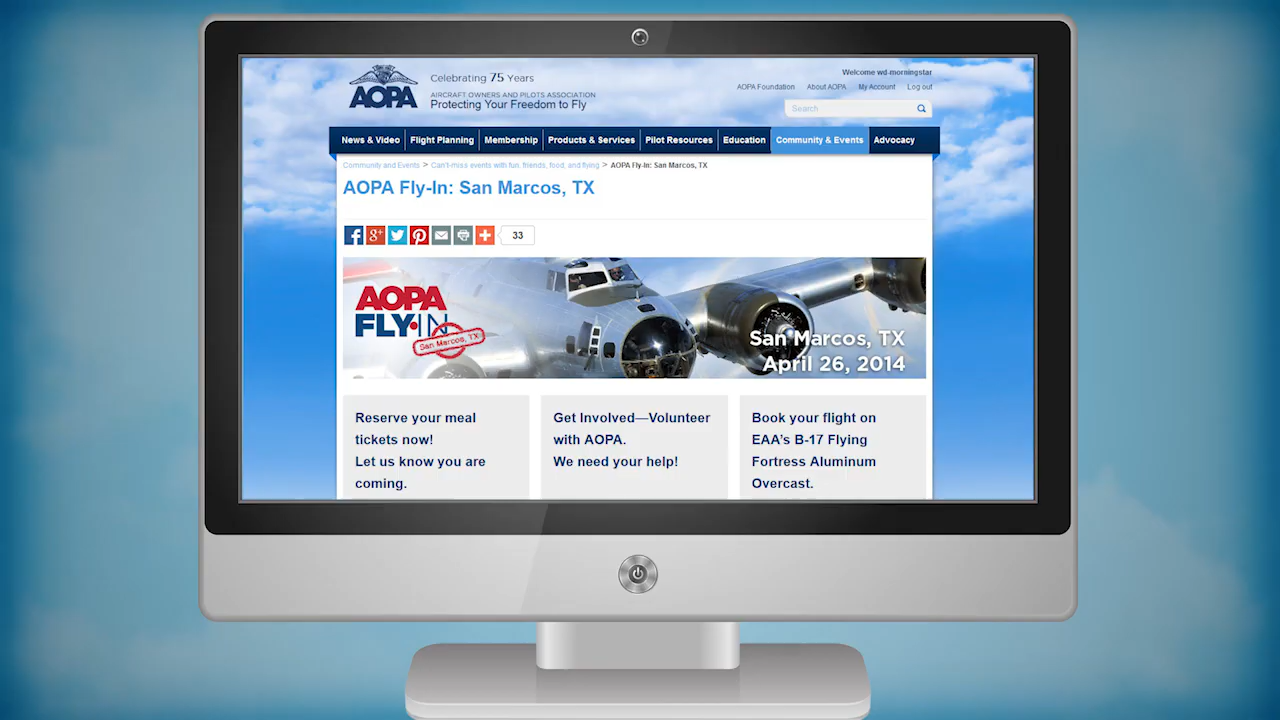 AOPA
Celebrating 75 Years
AIRCRAFT OWNERS AND PILOTS ASSOCIATION
Protecting Your Freedom to Fly
Welcome wd-morningstar
AOPA Foundation About AOPA My Account Log out
Search
News & Video Flight Planning Membership Products & Services Pilot Resources Education Community & Events Advocacy
Community and Events > Can't-miss events with fun, friends, food, and flying > AOPA Fly-In: San Marcos, TX
AOPA Fly-In: San Marcos, TX
33
AOPA
FLY-IN
San Marcos, TX
San Marcos, TX
April 26, 2014
Reserve your meal
tickets now!
Let us know you are
coming.
Get Involved—Volunteer
with AOPA.
We need your help!
Book your flight on
EAA's B-17 Flying
Fortress Aluminum
Overcast.